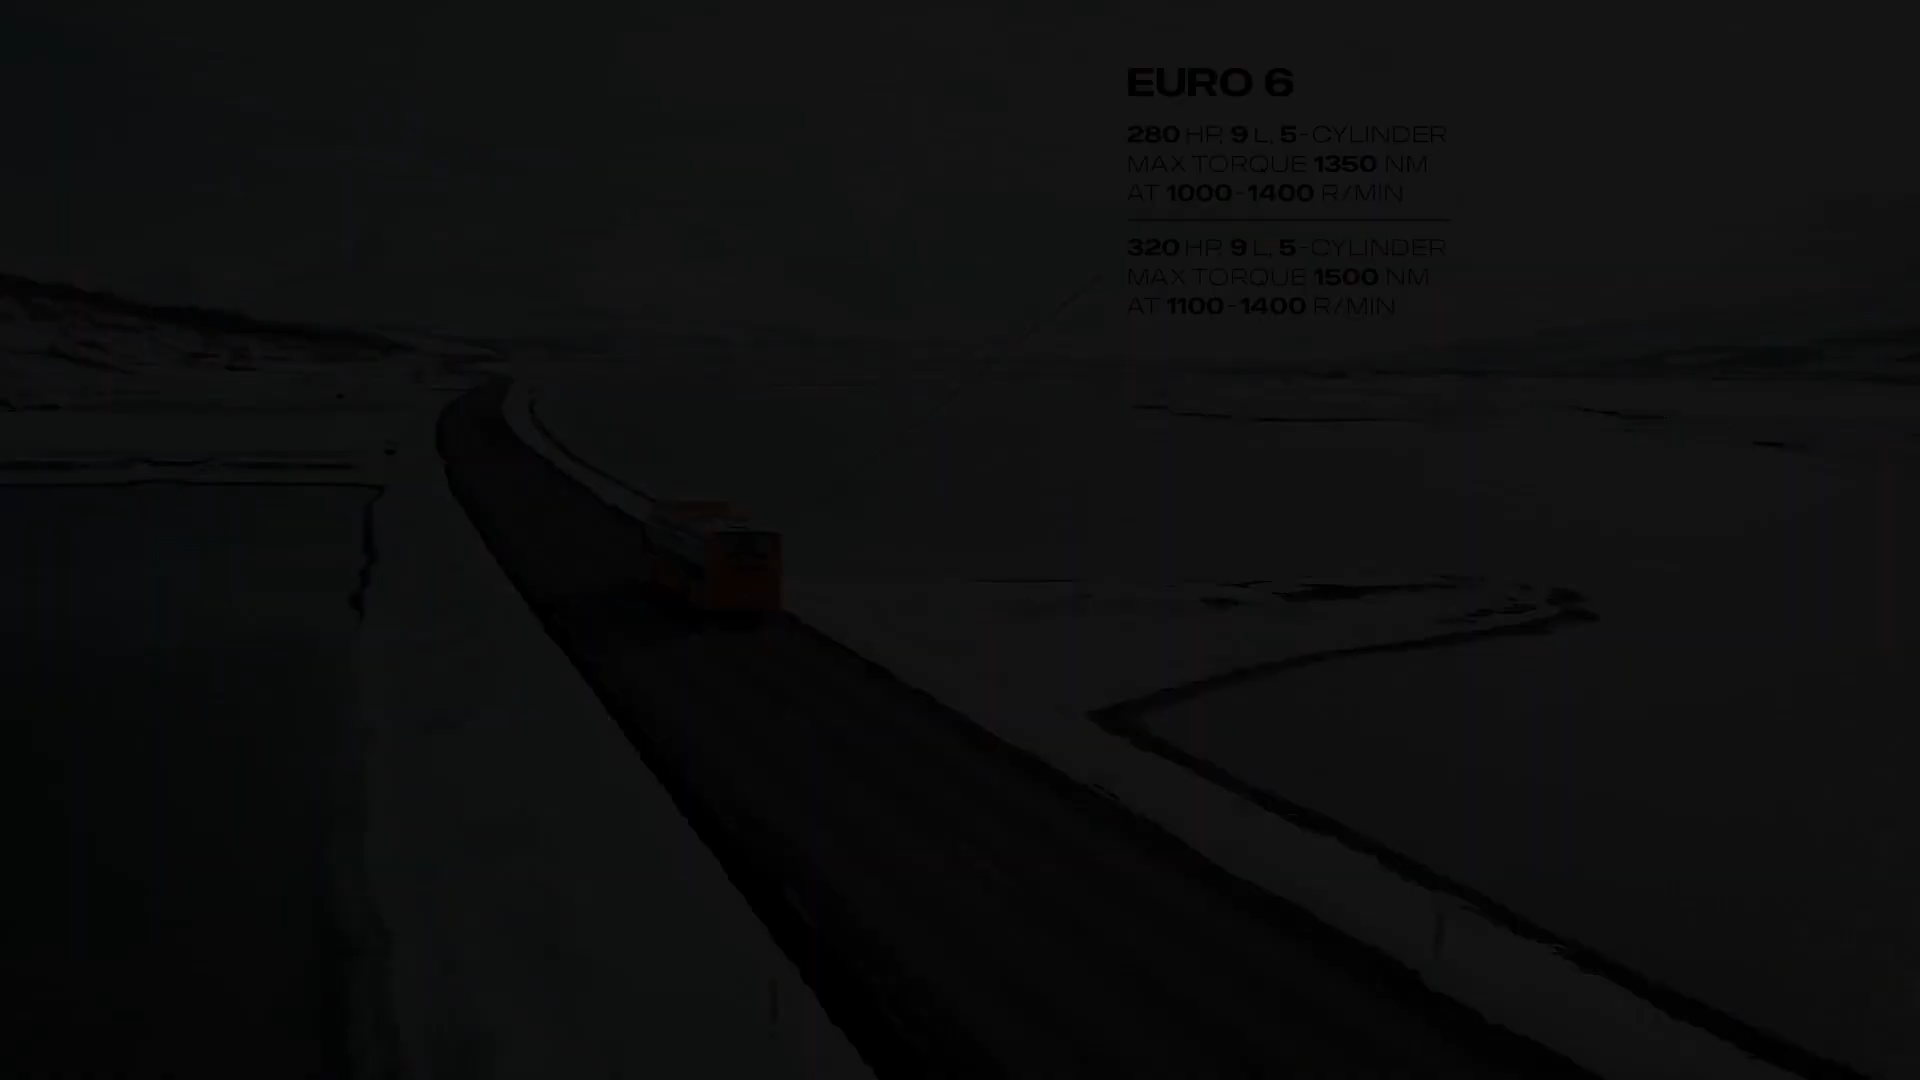 EURO 6
280 HP, 9 L, 5-CYLINDER
MAX TORQUE 1350 NM
AT 1000-1400 R/MIN
320 HP, 9 L, 5-CYLINDER
MAX TORQUE 1500 NM
AT 1100-1400 R/MIN